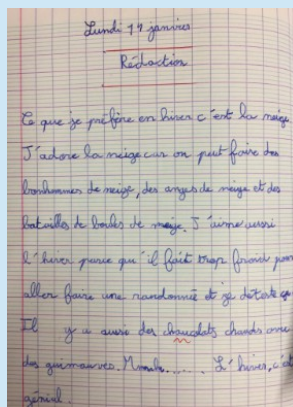 Lundi 19 janvier
Rédaction
Ce que je préfère en hiver c'est la neige.
J'adore la neige car on peut faire des
bonhommes de neige, des anges de neige et des
batailles de boules de neige. J'aime aussi
l'hiver parce qu'il fait trop froid pour
aller faire une randonnée et je déteste ça
Il y a aussi des chaucolats chauds avec
des guimauves. Mmmh...... L'hiver, c'est
génial.